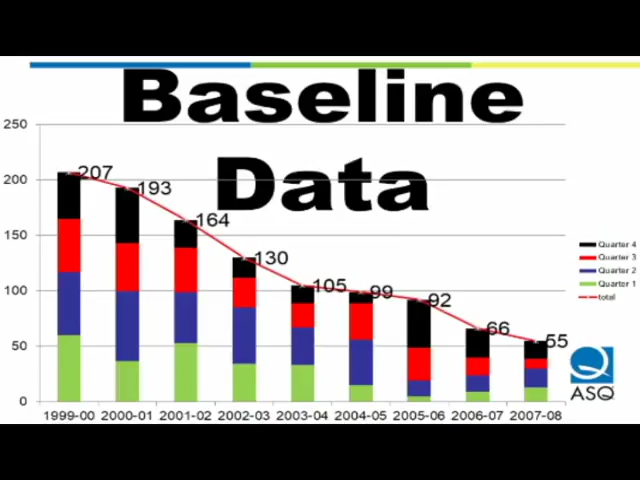 Baseline
Data
250
200
150
100
50
0
207
193
164
130
105
99
92
66
55
1999-00 2000-01 2001-02 2002-03 2003-04 2004-05 2005-06 2006-07 2007-08
Quarter 4
Quarter 3
Quarter 2
Quarter 1
total
ASQ